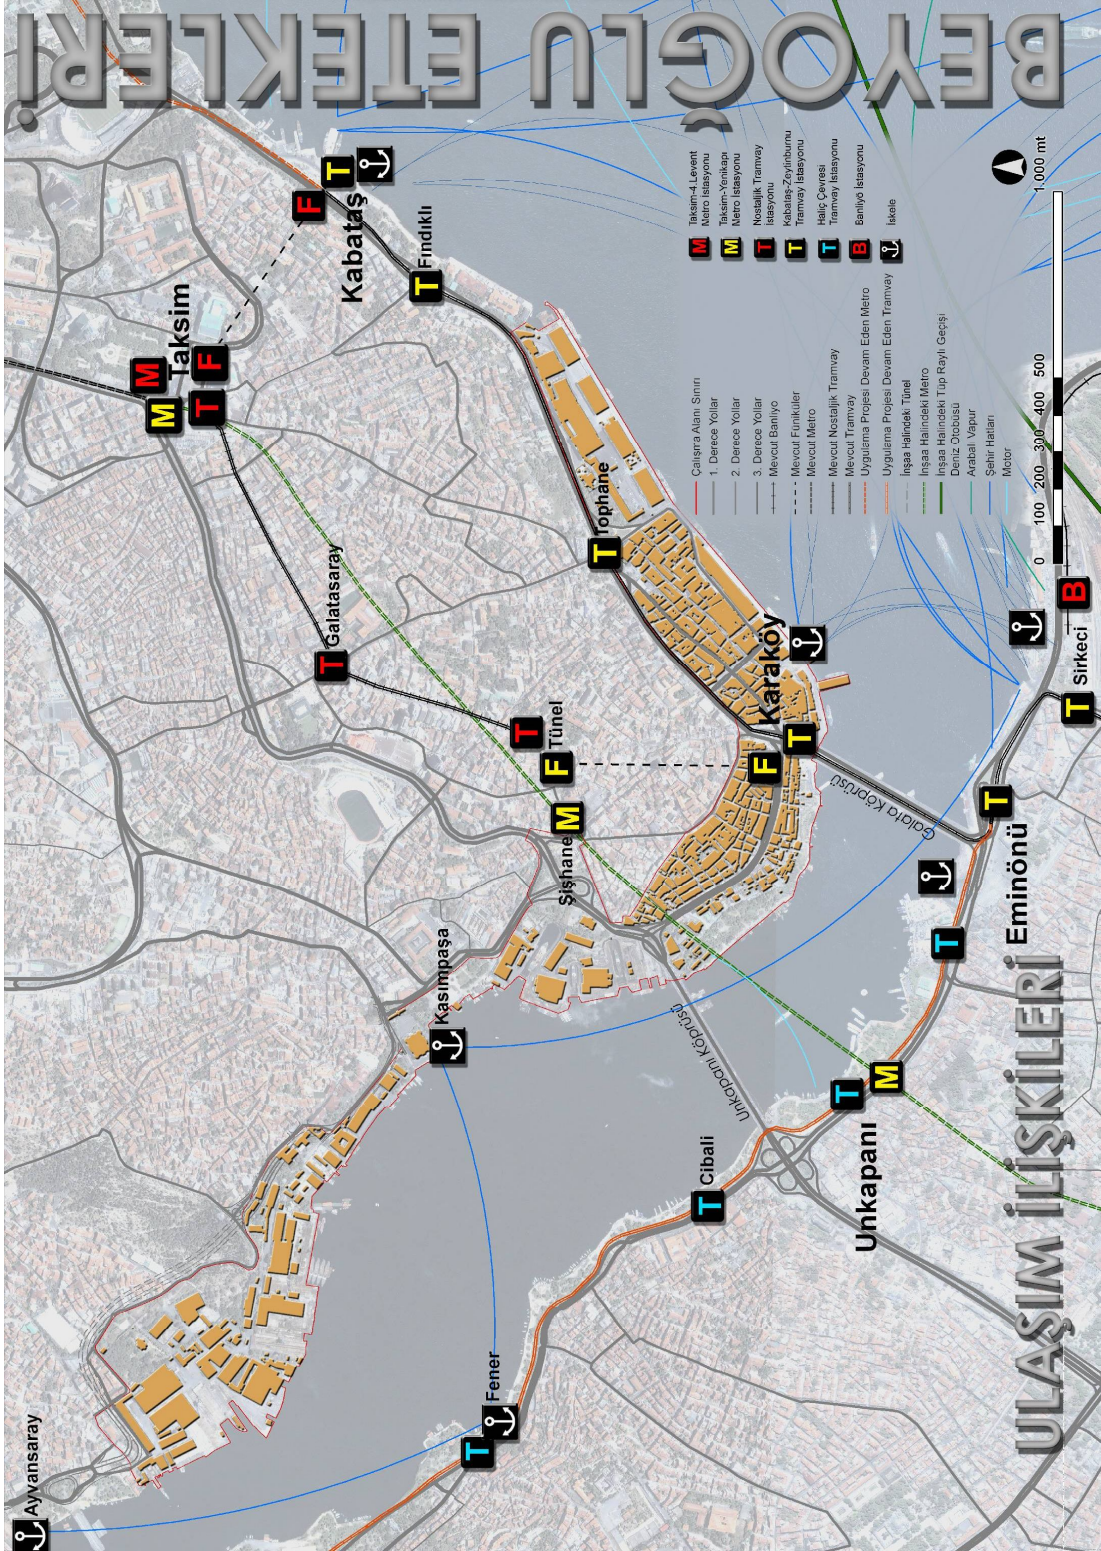 BEYOĞLU ETEKLERİ
ULAŞIM İLİŞKİLERİ
Ayvansaray
Fener
Cibali
Unkapanı
Unkapanı Köprüsü
Kasımpaşa
Şişhane
Tünel
Galatasaray
Taksim
Kabataş
Fındıklı
Tophane
Karaköy
Galata Köprüsü
Eminönü
Sirkeci
M
M
T
F
F
T
T
T
T
F
M
T
F
T
T
T
B
T
T
M
T
T
M Taksim-4.Levent
Metro İstasyonu
M Taksim-Yenikapı
Metro İstasyonu
T Nostaljik Tramvay
İstasyonu
T Kabataş-Zeytinburnu
Tramvay İstasyonu
T Haliç Çevresi
Tramvay İstasyonu
B Banliyö İstasyonu
İskele
Çalışma Alanı Sınırı
1. Derece Yollar
2. Derece Yollar
3. Derece Yollar
Mevcut Banliyo
Mevcut Füniküler
Mevcut Metro
Mevcut Nostaljik Tramvay
Mevcut Tramvay
Uygulama Projesi Devam Eden Metro
Uygulama Projesi Devam Eden Tramvay
İnşaa Halindeki Tünel
İnşaa Halindeki Metro
İnşaa Halindeki Tüp Raylı Geçişi
Deniz Otobüsü
Arabalı Vapur
Şehir Hatları
Motor
0 100 200 300 400 500 1.000 mt